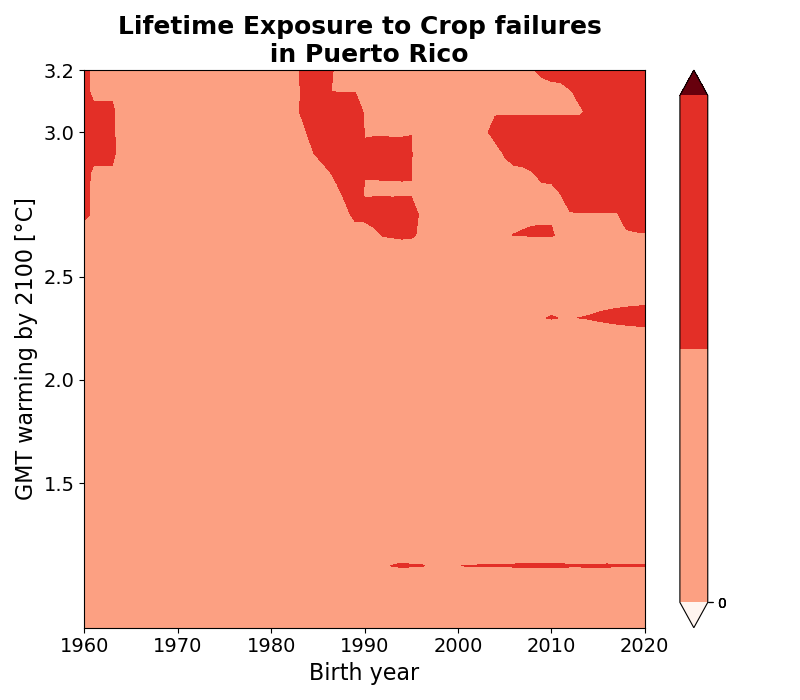 Lifetime Exposure to Crop failures
in Puerto Rico
GMT warming by 2100 [°C]
3.2
3.0
2.5
2.0
1.5
1960 1970 1980 1990 2000 2010 2020
Birth year
0